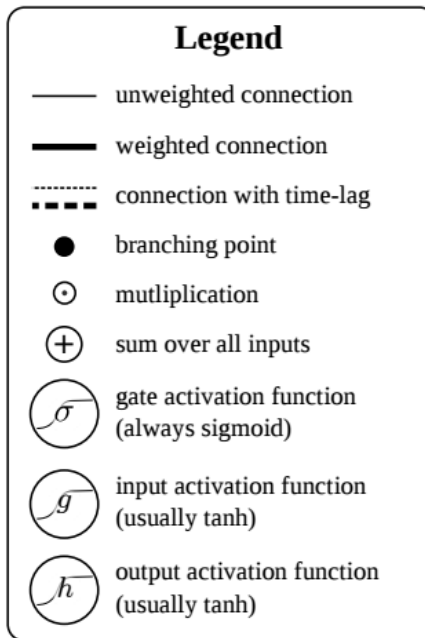 Legend
unweighted connection
weighted connection
connection with time-lag
branching point
mutliplication
sum over all inputs
σ gate activation function
(always sigmoid)
g input activation function
(usually tanh)
h output activation function
(usually tanh)